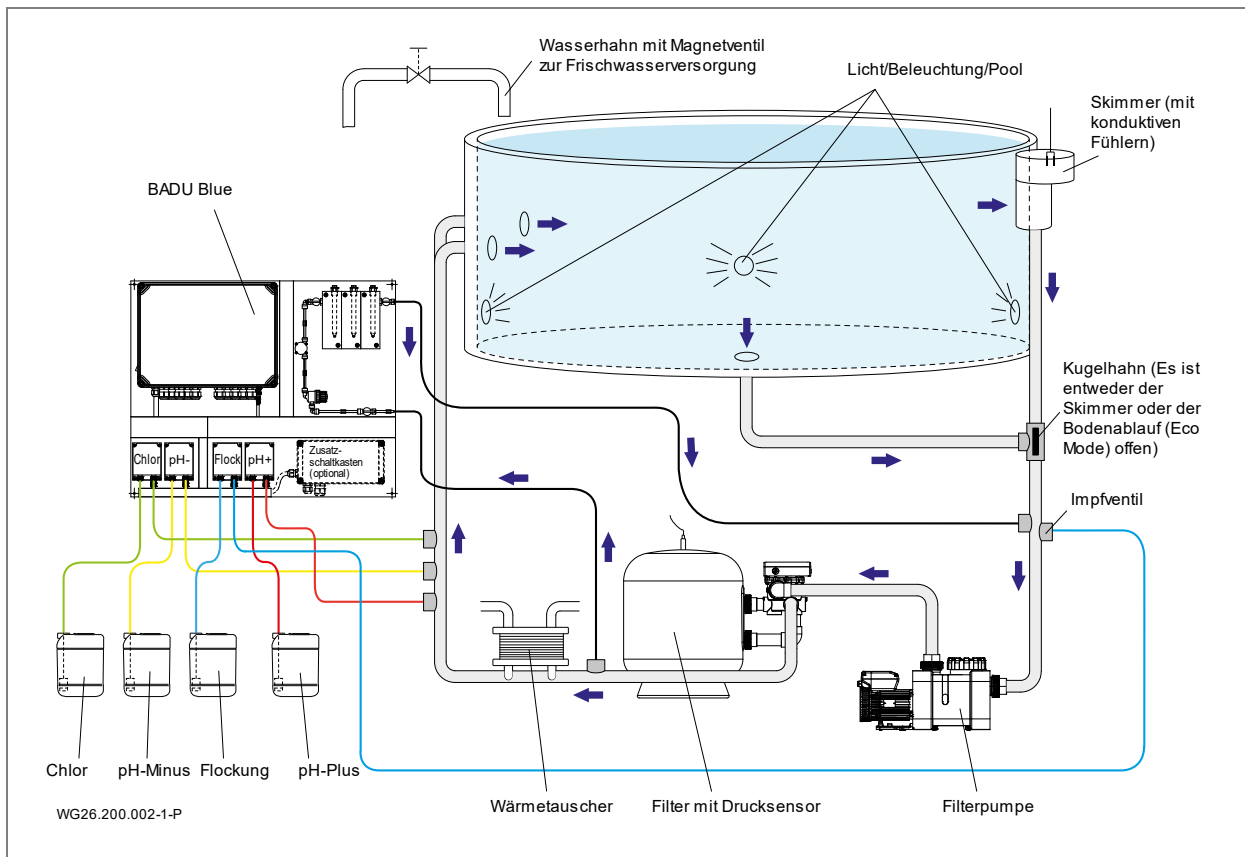 Wasserhahn mit Magnetventil
zur Frischwasserversorgung
Licht/Beleuchtung/Pool
Skimmer (mit
konduktiven
Fühlern)
BADU Blue
Kugelhahn (Es ist
entweder der
Skimmer oder der
Bodenablauf (Eco
Mode) offen)
Chlor
pH-
Flock
pH+
Zusatz-
schaltkasten
(optional)
Impfventil
Chlor
pH-Minus
Flockung
pH-Plus
Wärmetauscher
Filter mit Drucksensor
Filterpumpe
WG26.200.002-1-P